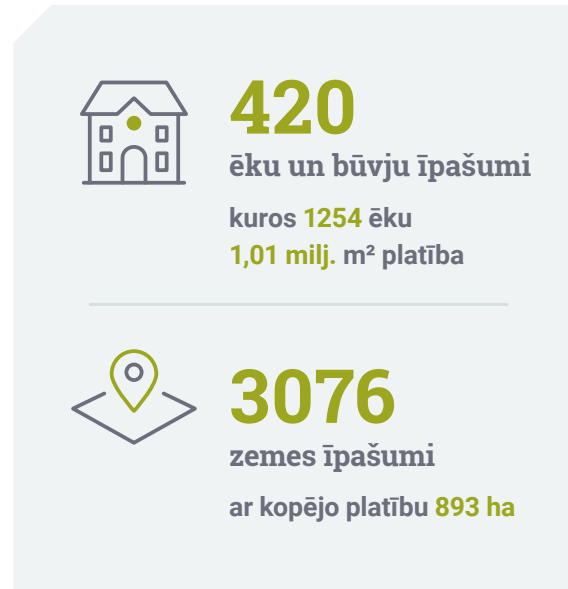 420
ēku un būvju īpašumi
kuros 1254 ēku
1,01 milj. m² platība
3076
zemes īpašumi
ar kopējo platību 893 ha